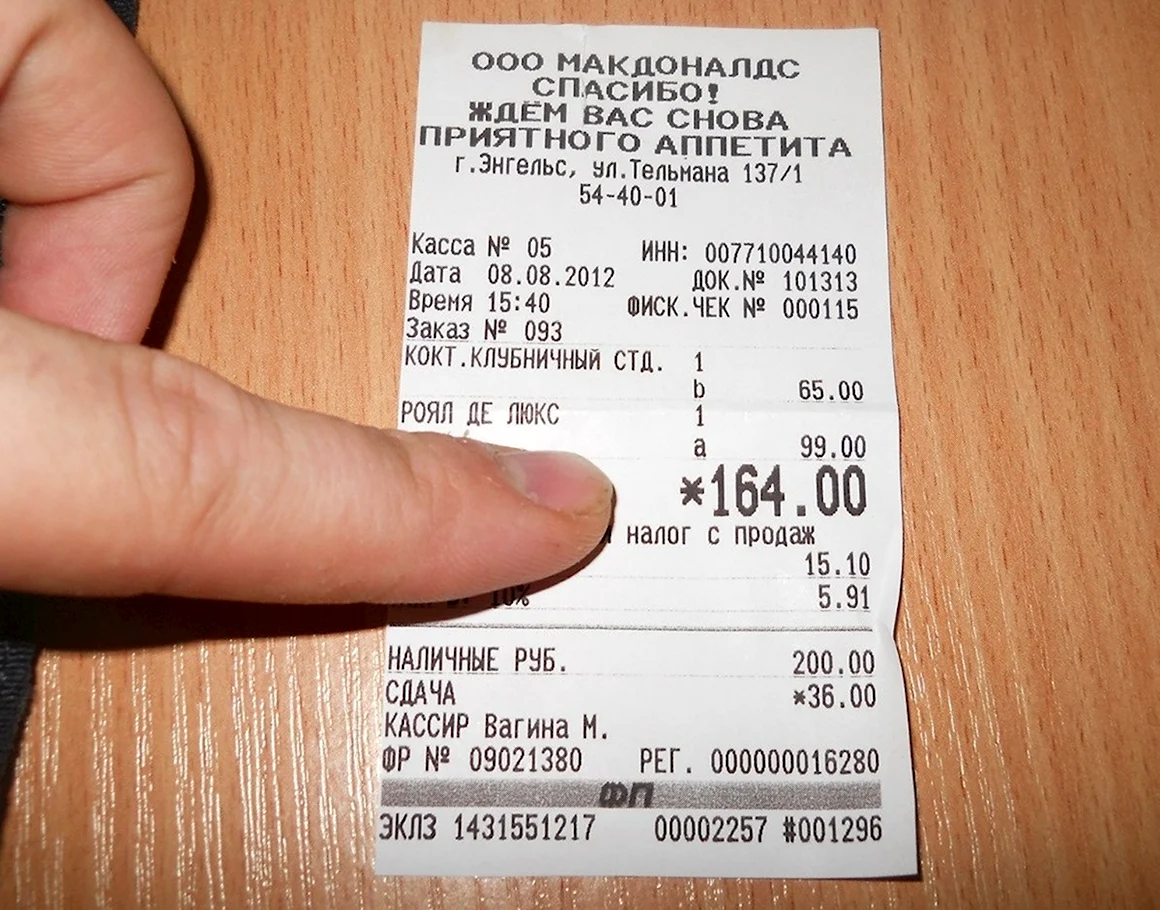 ООО МАКДОНАЛДС
СПАСИБО!
ЖДЁМ ВАС СНОВА
ПРИЯТНОГО АППЕТИТА
г.Энгельс, ул.Тельмана 137/1
54-40-01
Касса № 05 ИНН: 007710044140
Дата 08.08.2012 ДОК.№ 101313
Время 15:40 ФИСК.ЧЕК № 000115
Заказ № 093
КОКТ.КЛУБНИЧНЫЙ СТД. 1
b 65.00
РОЯЛ ДЕ ЛЮКС 1
a 99.00
*164.00
налог с продаж
15.10
10% 5.91
НАЛИЧНЫЕ РУБ. 200.00
СДАЧА *36.00
КАССИР Вагина М.
ФР № 09021380 РЕГ. 000000016280
ФП
ЭКЛЗ 1431551217 00002257 #001296